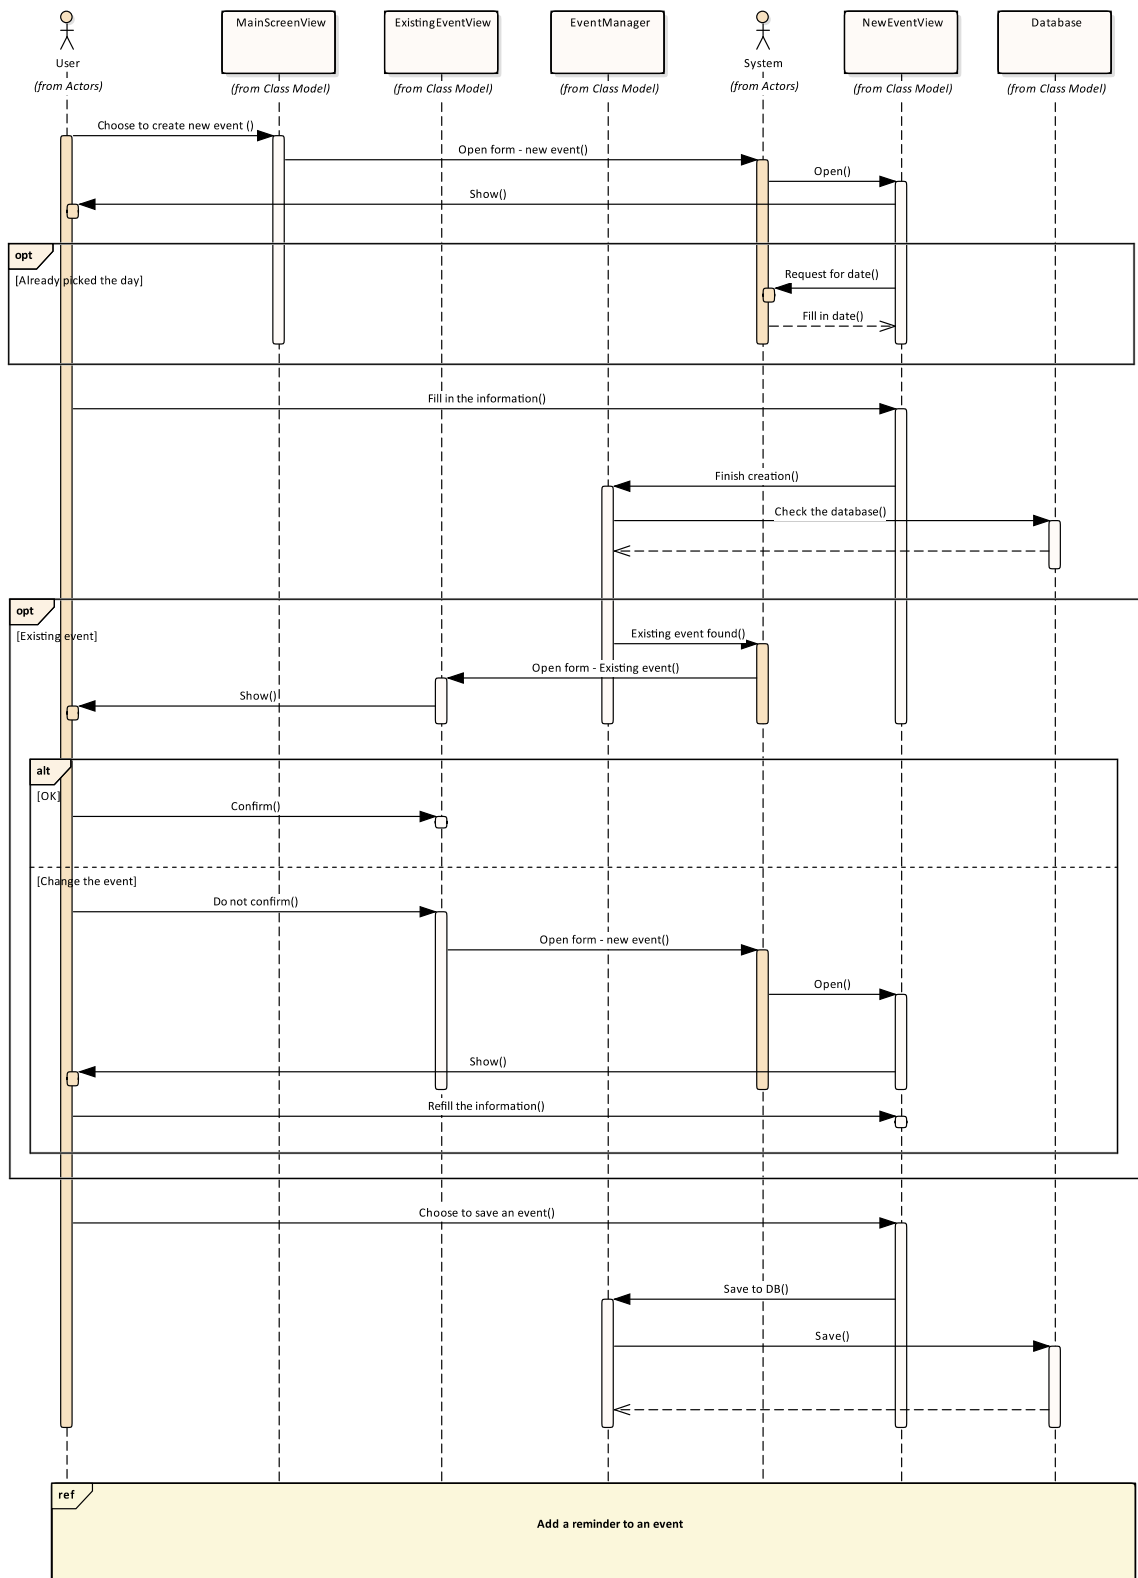 MainScreenView
ExistingEventView
EventManager
NewEventView
Database
User
System
(from Actors)
(from Class Model)
(from Class Model)
(from Class Model)
(from Actors)
(from Class Model)
(from Class Model)
Choose to create new event ()
Open form - new event()
Open()
Show()
opt
[Already picked the day]
Request for date()
Fill in date()
Fill in the information()
Finish creation()
Check the database()
opt
[Existing event]
Existing event found()
Open form - Existing event()
Show()
alt
[OK]
Confirm()
[Change the event]
Do not confirm()
Open form - new event()
Open()
Show()
Refill the information()
Choose to save an event()
Save to DB()
Save()
ref
Add a reminder to an event